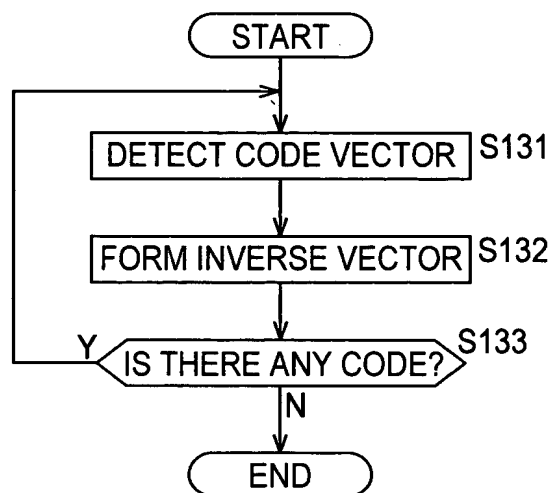 START
DETECT CODE VECTOR S131
FORM INVERSE VECTOR S132
IS THERE ANY CODE? S133
Y
N
END